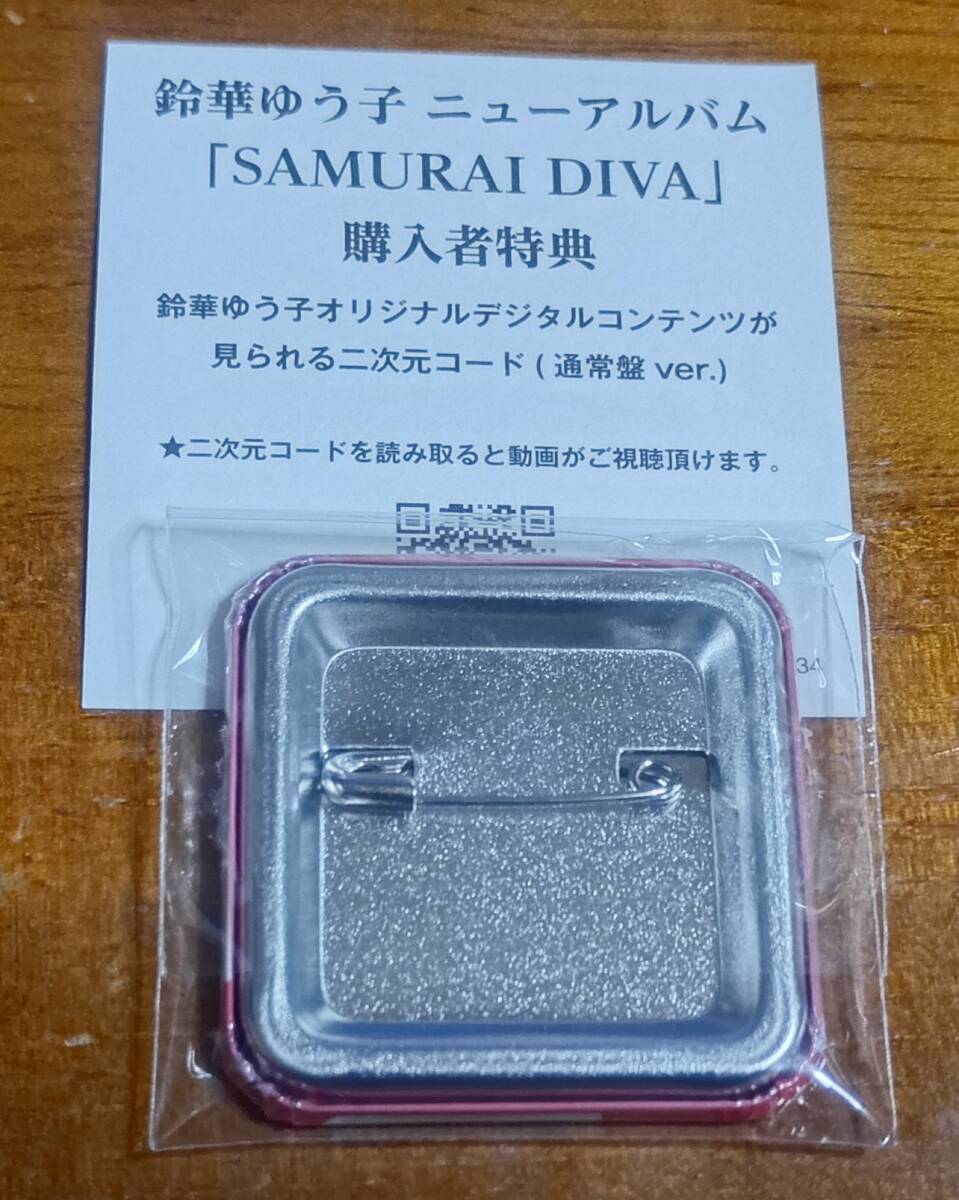 鈴華ゆう子 ニューアルバム
「SAMURAI DIVA」
購入者特典
鈴華ゆう子オリジナルデジタルコンテンツが
見られる二次元コード ( 通常盤 ver.)
★二次元コードを読み取ると動画がご視聴頂けます。
34